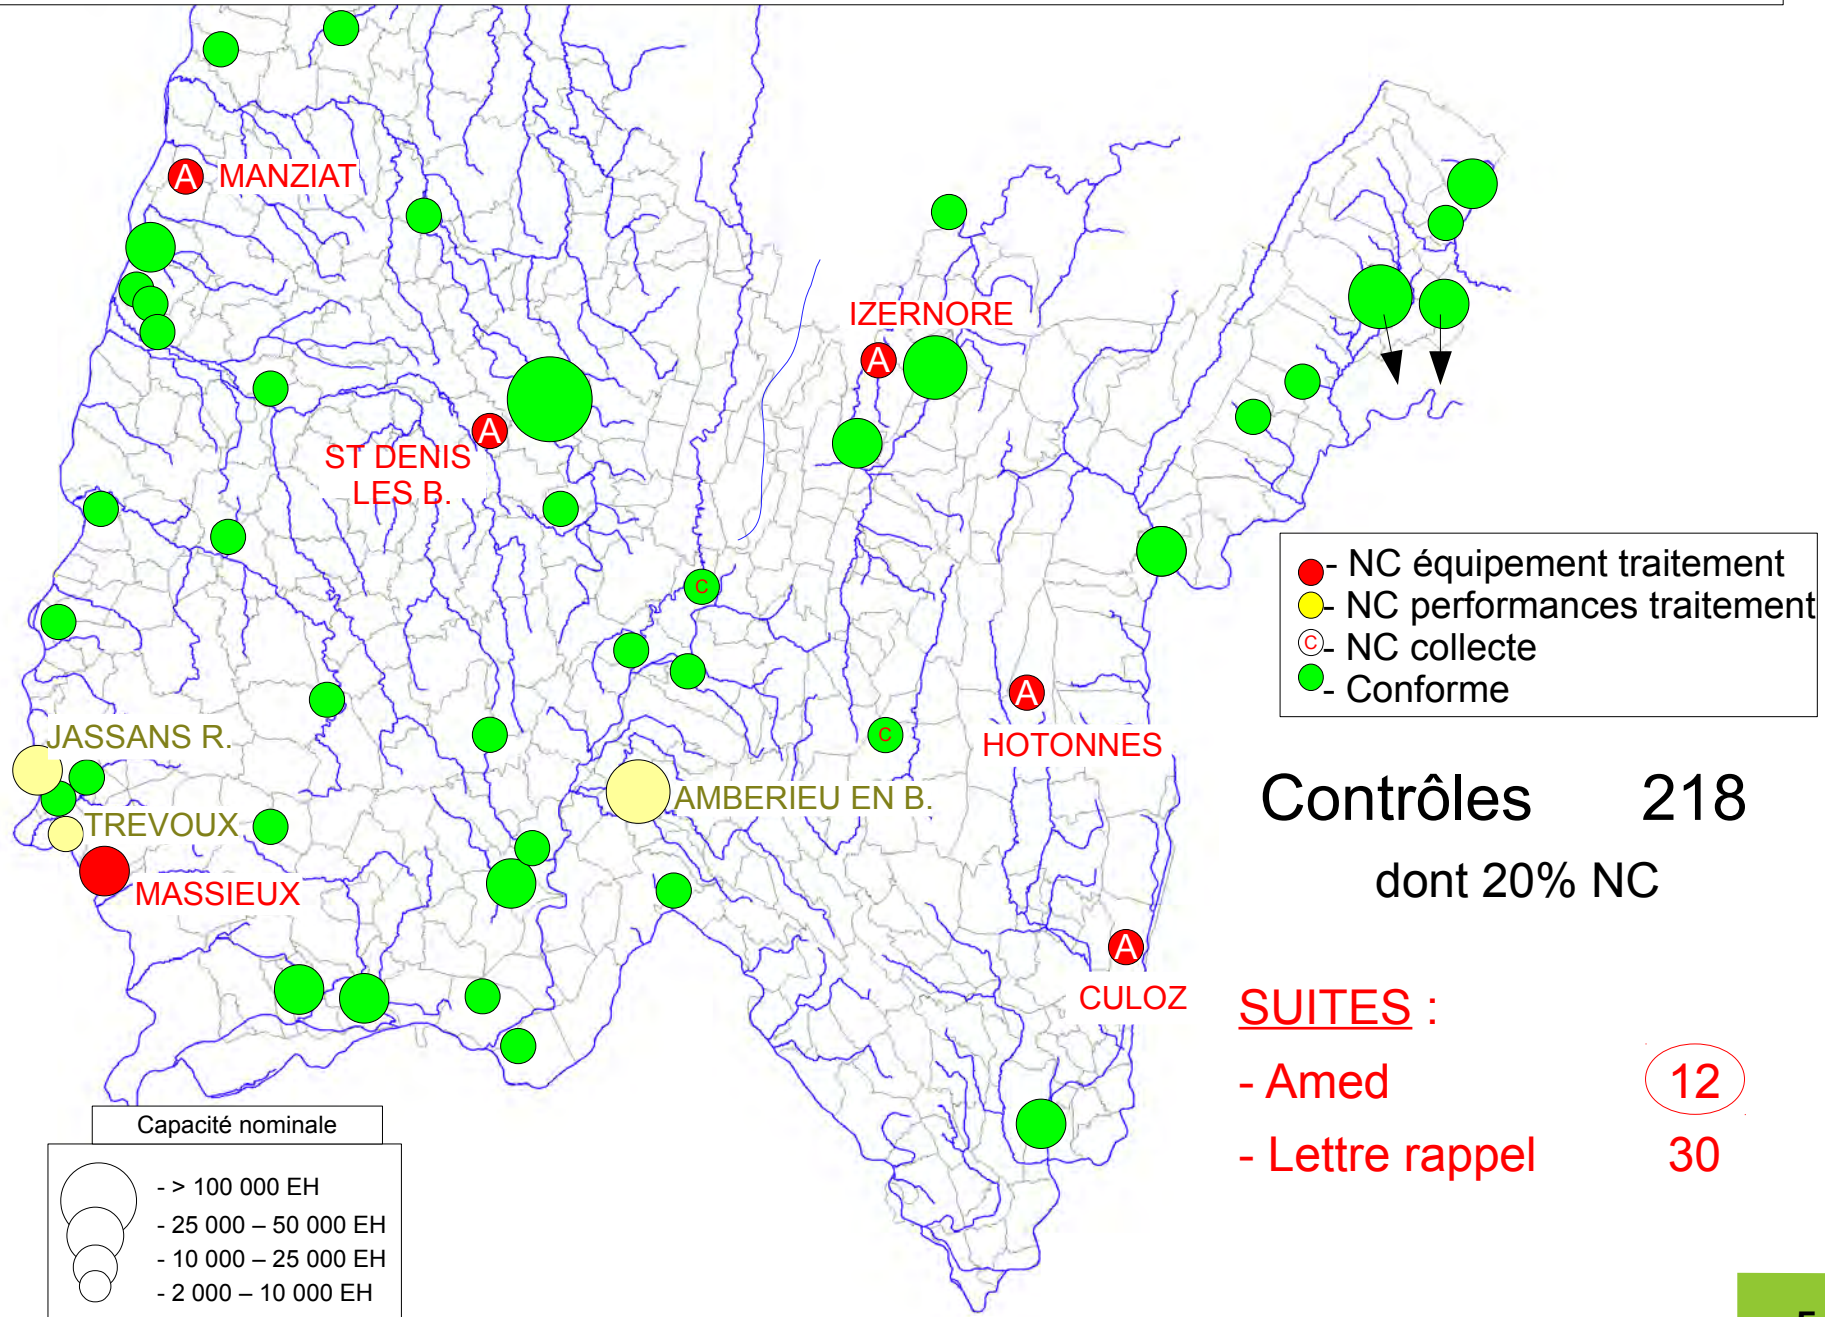 A MANZIAT
IZERNORE
A
A
ST DENIS
LES B.
C
- NC équipement traitement
- NC performances traitement
C - NC collecte
- Conforme
A
HOTONNES
C
JASSANS R.
AMBERIEU EN B.
TREVOUX
MASSIEUX
Contrôles 218
dont 20% NC
A
CULOZ
SUITES :
- Amed 12
- Lettre rappel 30
Capacité nominale
- > 100 000 EH
- 25 000 – 50 000 EH
- 10 000 – 25 000 EH
- 2 000 – 10 000 EH